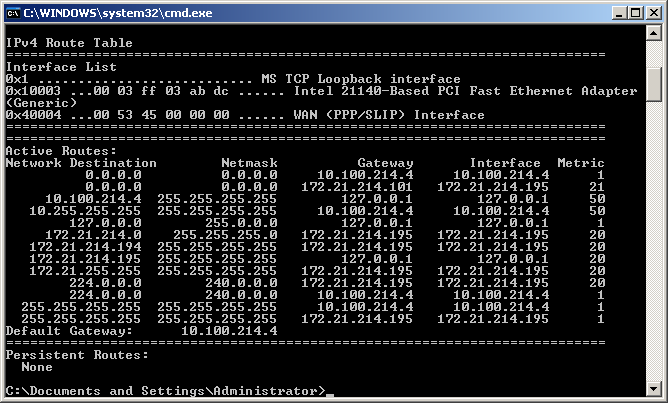 C:\WINDOWS\system32\cmd.exe
IPv4 Route Table
===========================================================================
Interface List
0x1 ........................... MS TCP Loopback interface
0x10003 ...00 03 ff 03 ab dc ...... Intel 21140-Based PCI Fast Ethernet Adapter
(Generic)
0x40004 ...00 53 45 00 00 00 ...... WAN (PPP/SLIP) Interface
===========================================================================
===========================================================================
Active Routes:
Network Destination        Netmask          Gateway       Interface  Metric
          0.0.0.0          0.0.0.0     10.100.214.4    10.100.214.4      1
          0.0.0.0          0.0.0.0   172.21.214.101  172.21.214.195     21
     10.100.214.4  255.255.255.255        127.0.0.1       127.0.0.1     50
   10.255.255.255  255.255.255.255     10.100.214.4    10.100.214.4     50
        127.0.0.0        255.0.0.0        127.0.0.1       127.0.0.1      1
     172.21.214.0    255.255.255.0   172.21.214.195  172.21.214.195     20
   172.21.214.194  255.255.255.255   172.21.214.195  172.21.214.195     20
   172.21.214.195  255.255.255.255        127.0.0.1       127.0.0.1     20
   172.21.255.255  255.255.255.255   172.21.214.195  172.21.214.195     20
        224.0.0.0        240.0.0.0   172.21.214.195  172.21.214.195     20
        224.0.0.0        240.0.0.0     10.100.214.4    10.100.214.4      1
  255.255.255.255  255.255.255.255     10.100.214.4    10.100.214.4      1
  255.255.255.255  255.255.255.255   172.21.214.195  172.21.214.195      1
Default Gateway:      10.100.214.4
===========================================================================
Persistent Routes:
  None
C:\Documents and Settings\Administrator>_